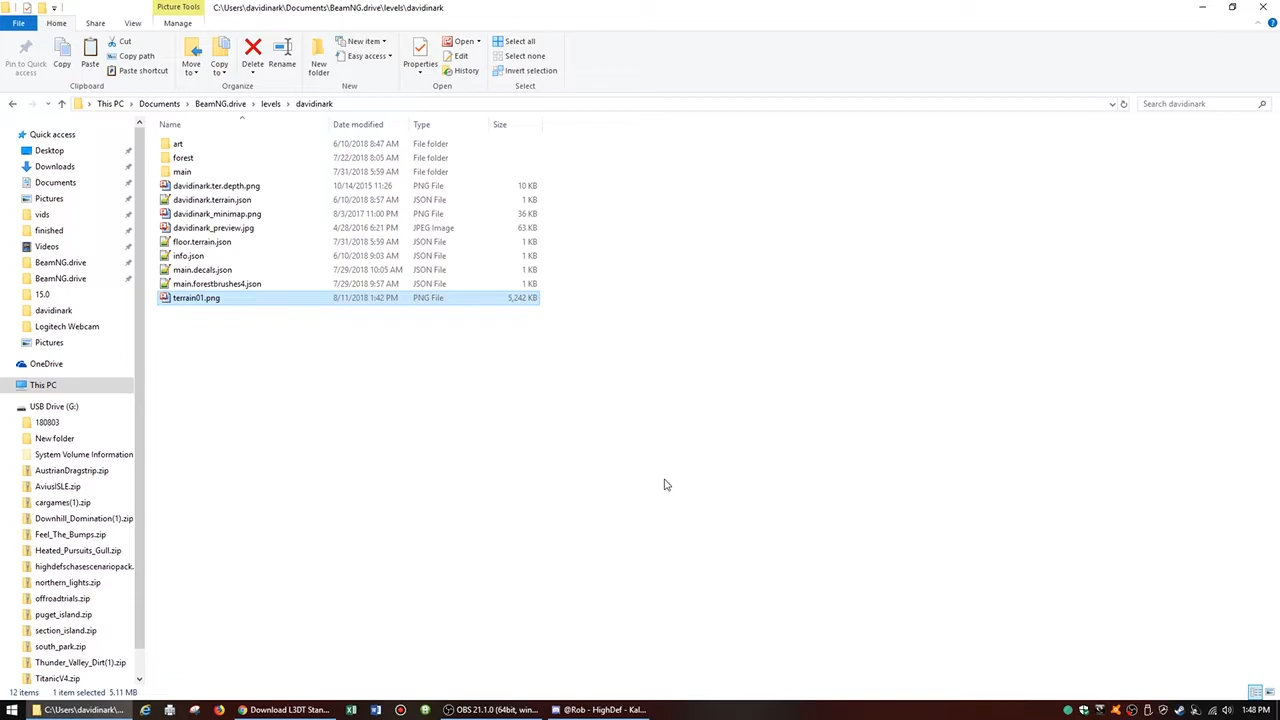 Picture Tools
C:\Users\davidinark\Documents\BeamNG.drive\levels\davidinark
File Home Share View Manage
Pin to Quick access
Copy
Paste
Cut
Copy path
Paste shortcut
Clipboard
Move to
Copy to
Delete
Rename
Organize
New folder
New item
Easy access
New
Properties
Open
Edit
History
Open
Select all
Select none
Invert selection
Select
This PC Documents BeamNG.drive levels davidinark
Search davidinark
Name Date modified Type Size
art 6/10/2018 8:47 AM File folder
forest 7/22/2018 8:05 AM File folder
main 7/31/2018 5:59 AM File folder
davidinark.ter.depth.png 10/14/2015 11:26 PNG File 10 KB
davidinark.terrain.json 6/10/2018 8:57 AM JSON File 1 KB
davidinark_minimap.png 8/3/2017 11:00 PM PNG File 36 KB
davidinark_preview.jpg 4/28/2016 6:21 PM JPEG Image 63 KB
floor.terrain.json 7/31/2018 5:59 AM JSON File 1 KB
info.json 6/10/2018 9:03 AM JSON File 1 KB
main.decals.json 7/29/2018 10:05 AM JSON File 1 KB
main.forestbrushes4.json 7/29/2018 9:57 AM JSON File 1 KB
terrain01.png 8/11/2018 1:42 PM PNG File 5,242 KB
Quick access
Desktop
Downloads
Documents
Pictures
vids
finished
Videos
BeamNG.drive
BeamNG.drive
15.0
davidinark
Logitech Webcam
Pictures
OneDrive
This PC
USB Drive (G:)
180803
New folder
System Volume Information
AustrianDragstrip.zip
AviusISLE.zip
cargames(1).zip
Downhill_Domination(1).zip
Feel_The_Bumps.zip
Heated_Pursuits_Gull.zip
highdefschasescenariopack.
northern_lights.zip
offroadtrials.zip
puget_island.zip
section_island.zip
south_park.zip
Thunder_Valley_Dirt(1).zip
TitanicV4.zip
12 items 1 item selected 5.11 MB
C:\Users\davidinark... Download L3DT Stan... OBS 21.1.0 (64bit, win... @Rob - HighDef - Kal... 1:48 PM